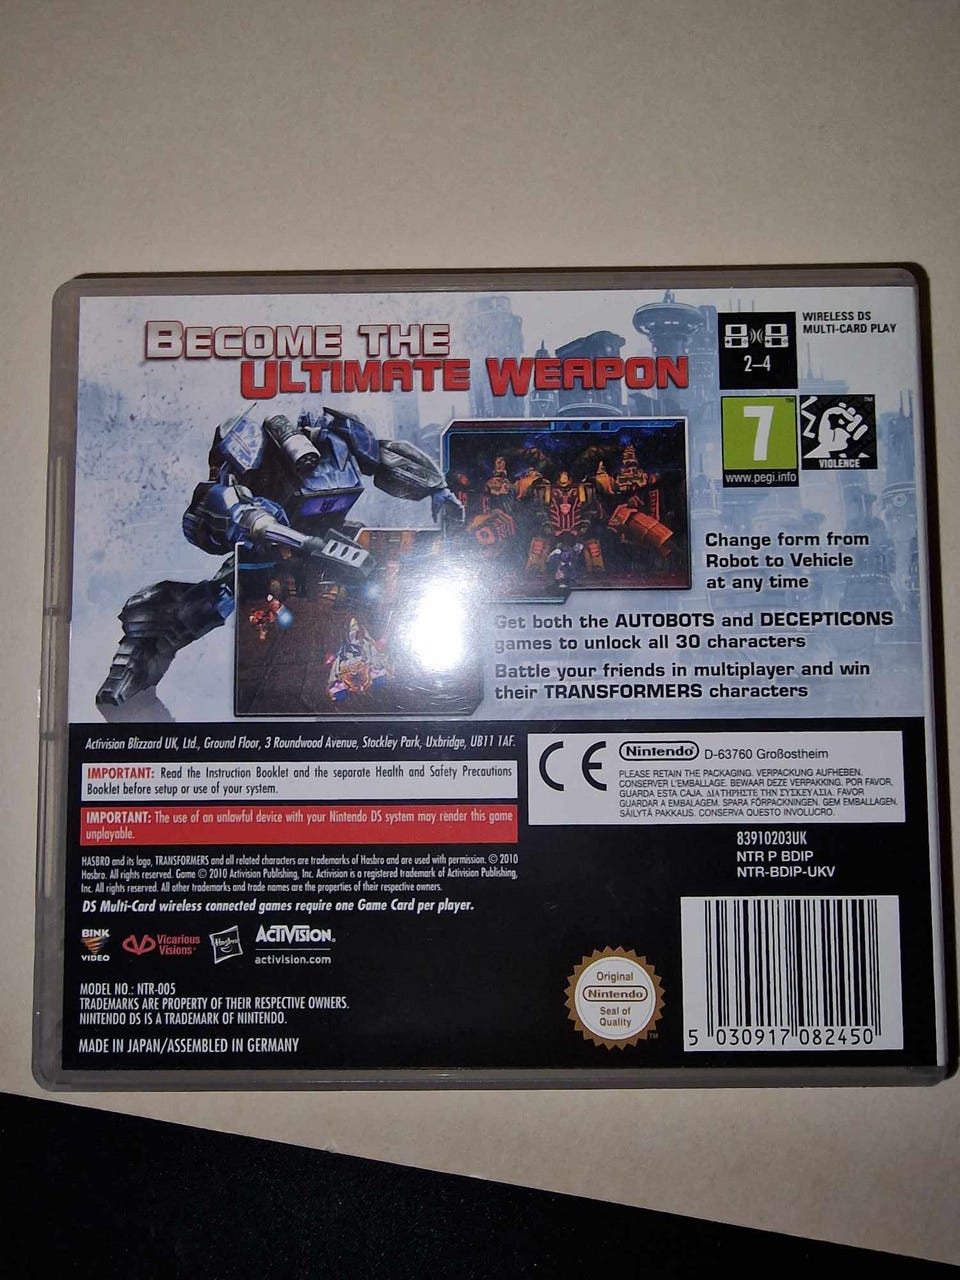 BECOME THE
ULTIMATE WEAPON
WIRELESS DS
MULTI-CARD PLAY
2–4
7
TM
TM
VIOLENCE
www.pegi.info
Change form from
Robot to Vehicle
at any time
Get both the AUTOBOTS and DECEPTICONS
games to unlock all 30 characters
Battle your friends in multiplayer and win
their TRANSFORMERS characters
Activision Blizzard UK, Ltd., Ground Floor, 3 Roundwood Avenue, Stockley Park, Uxbridge, UB11 1AF.
IMPORTANT: Read the Instruction Booklet and the separate Health and Safety Precautions
Booklet before setup or use of your system.
IMPORTANT: The use of an unlawful device with your Nintendo DS system may render this game
unplayable.
HASBRO and its logo, TRANSFORMERS and all related characters are trademarks of Hasbro and are used with permission. © 2010
Hasbro. All rights reserved. Game © 2010 Activision Publishing, Inc. Activision is a registered trademark of Activision Publishing,
Inc. All rights reserved. All other trademarks and trade names are the properties of their respective owners.
DS Multi-Card wireless connected games require one Game Card per player.
BINK
VIDEO
Vicarious
Visions
Hasbro
ACTIVISION.
activision.com
MODEL NO.: NTR-005
TRADEMARKS ARE PROPERTY OF THEIR RESPECTIVE OWNERS.
NINTENDO DS IS A TRADEMARK OF NINTENDO.
MADE IN JAPAN/ASSEMBLED IN GERMANY
CE
Nintendo® D-63760 Großostheim
PLEASE RETAIN THE PACKAGING. VERPACKUNG AUFHEBEN.
CONSERVER L'EMBALLAGE. BEWAAR DEZE VERPAKKING. POR FAVOR,
GUARDA ESTA CAJA. ΔΙΑΤΗΡΗΣΤΕ ΤΗΝ ΣΥΣΚΕΥΑΣΙΑ. FAVOR
GUARDAR A EMBALAGEM. SPARA FÖRPACKNINGEN. GEM EMBALLAGEN.
SÄILYTÄ PAKKAUS. CONSERVA QUESTO INVOLUCRO.
83910203UK
NTR P BDIP
NTR-BDIP-UKV
Original
Nintendo
Seal of
Quality
TM
5 030917 082450